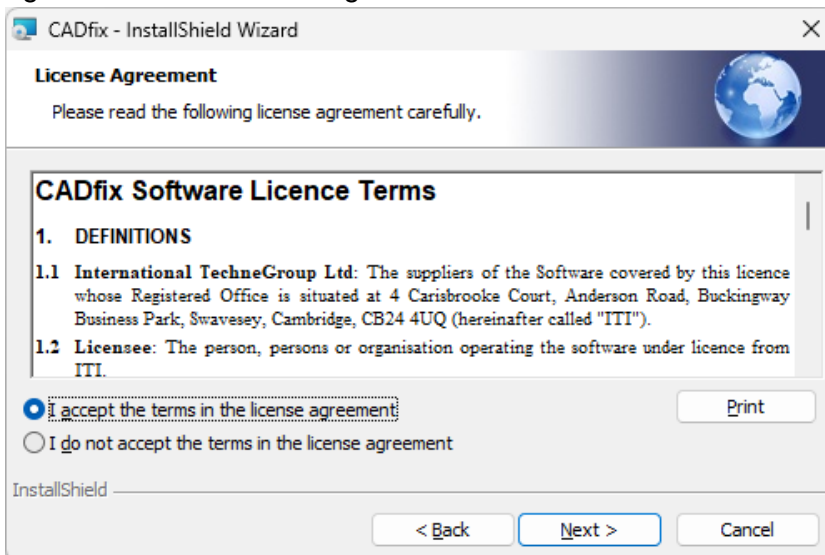 CADfix - InstallShield Wizard
License Agreement
Please read the following license agreement carefully.
CADfix Software Licence Terms
1. DEFINITIONS
1.1 International TechneGroup Ltd: The suppliers of the Software covered by this licence
whose Registered Office is situated at 4 Carisbrooke Court, Anderson Road, Buckingway
Business Park, Swavesey, Cambridge, CB24 4UQ (hereinafter called "ITI").
1.2 Licensee: The person, persons or organisation operating the software under licence from
ITI.
I accept the terms in the license agreement
Print
I do not accept the terms in the license agreement
InstallShield
< Back
Next >
Cancel